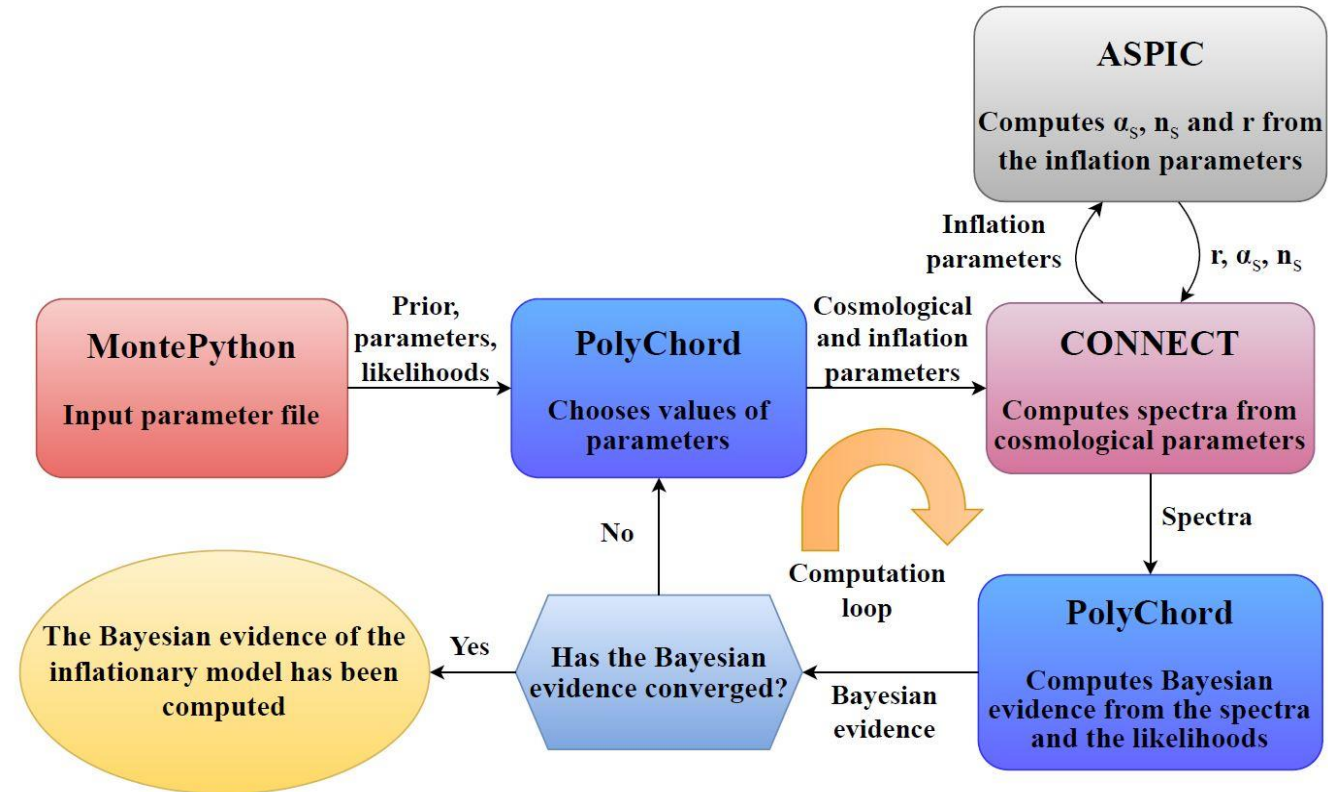 ASPIC
Computes αₛ, nₛ and r from
the inflation parameters
Inflation
parameters
r, αₛ, nₛ
MontePython
Input parameter file
Prior,
parameters,
likelihoods
PolyChord
Chooses values of
parameters
Cosmological
and inflation
parameters
CONNECT
Computes spectra from
cosmological parameters
Spectra
No
Computation
loop
PolyChord
Computes Bayesian
evidence from the spectra
and the likelihoods
Bayesian
evidence
Has the Bayesian
evidence converged?
Yes
The Bayesian evidence of the
inflationary model has been
computed